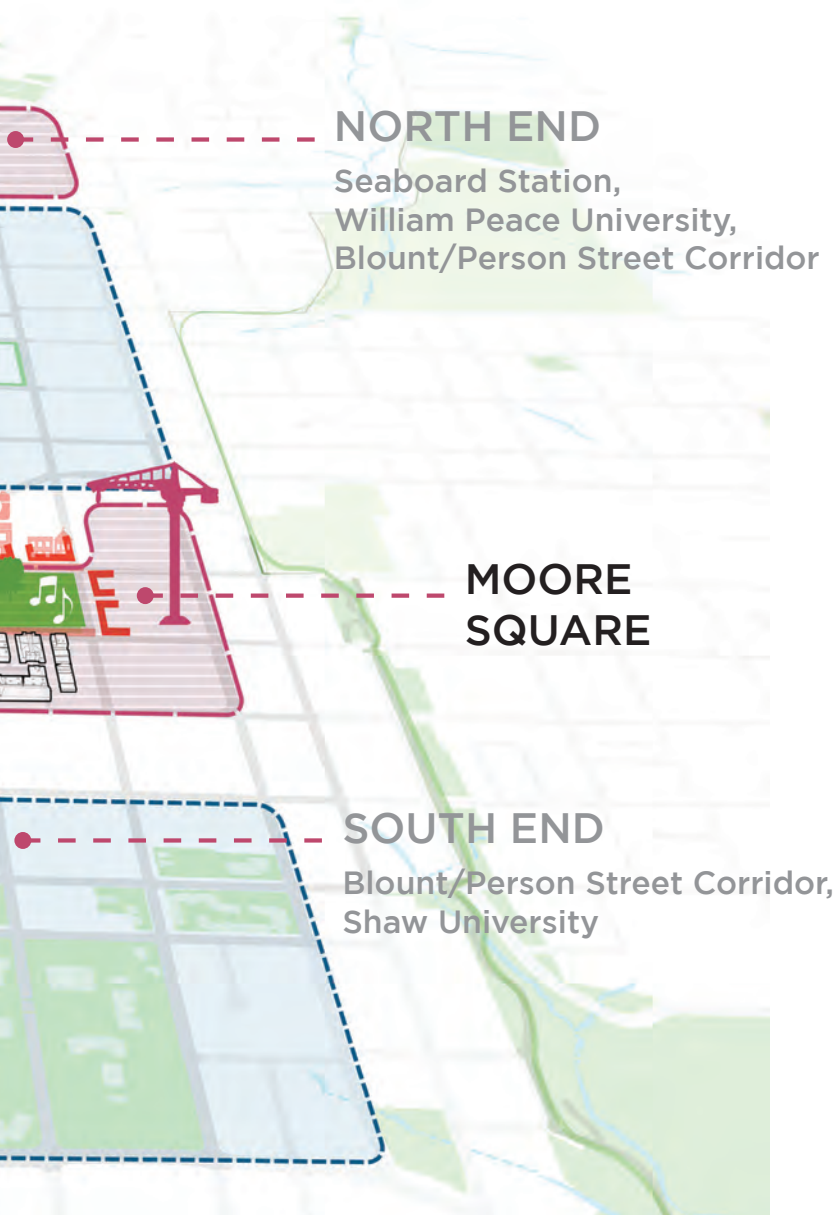 NORTH END
Seaboard Station,
William Peace University,
Blount/Person Street Corridor
MOORE
SQUARE
SOUTH END
Blount/Person Street Corridor,
Shaw University